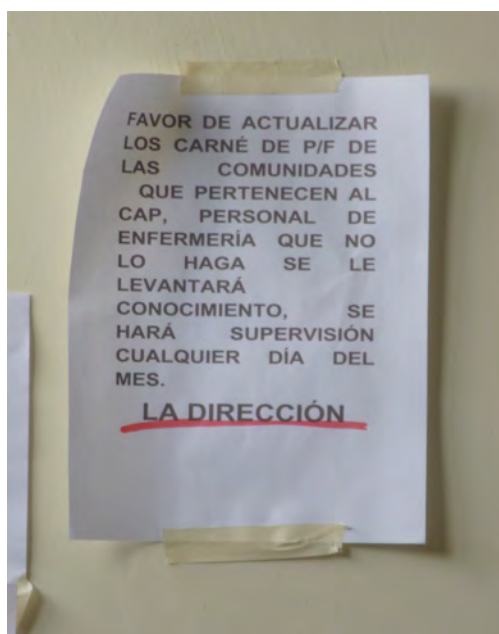 FAVOR DE ACTUALIZAR
LOS CARNÉ DE P/F DE
LAS COMUNIDADES
QUE PERTENECEN AL
CAP, PERSONAL DE
ENFERMERÍA QUE NO
LO HAGA SE LE
LEVANTARÁ
CONOCIMIENTO, SE
HARÁ SUPERVISIÓN
CUALQUIER DÍA DEL
MES.
LA DIRECCIÓN